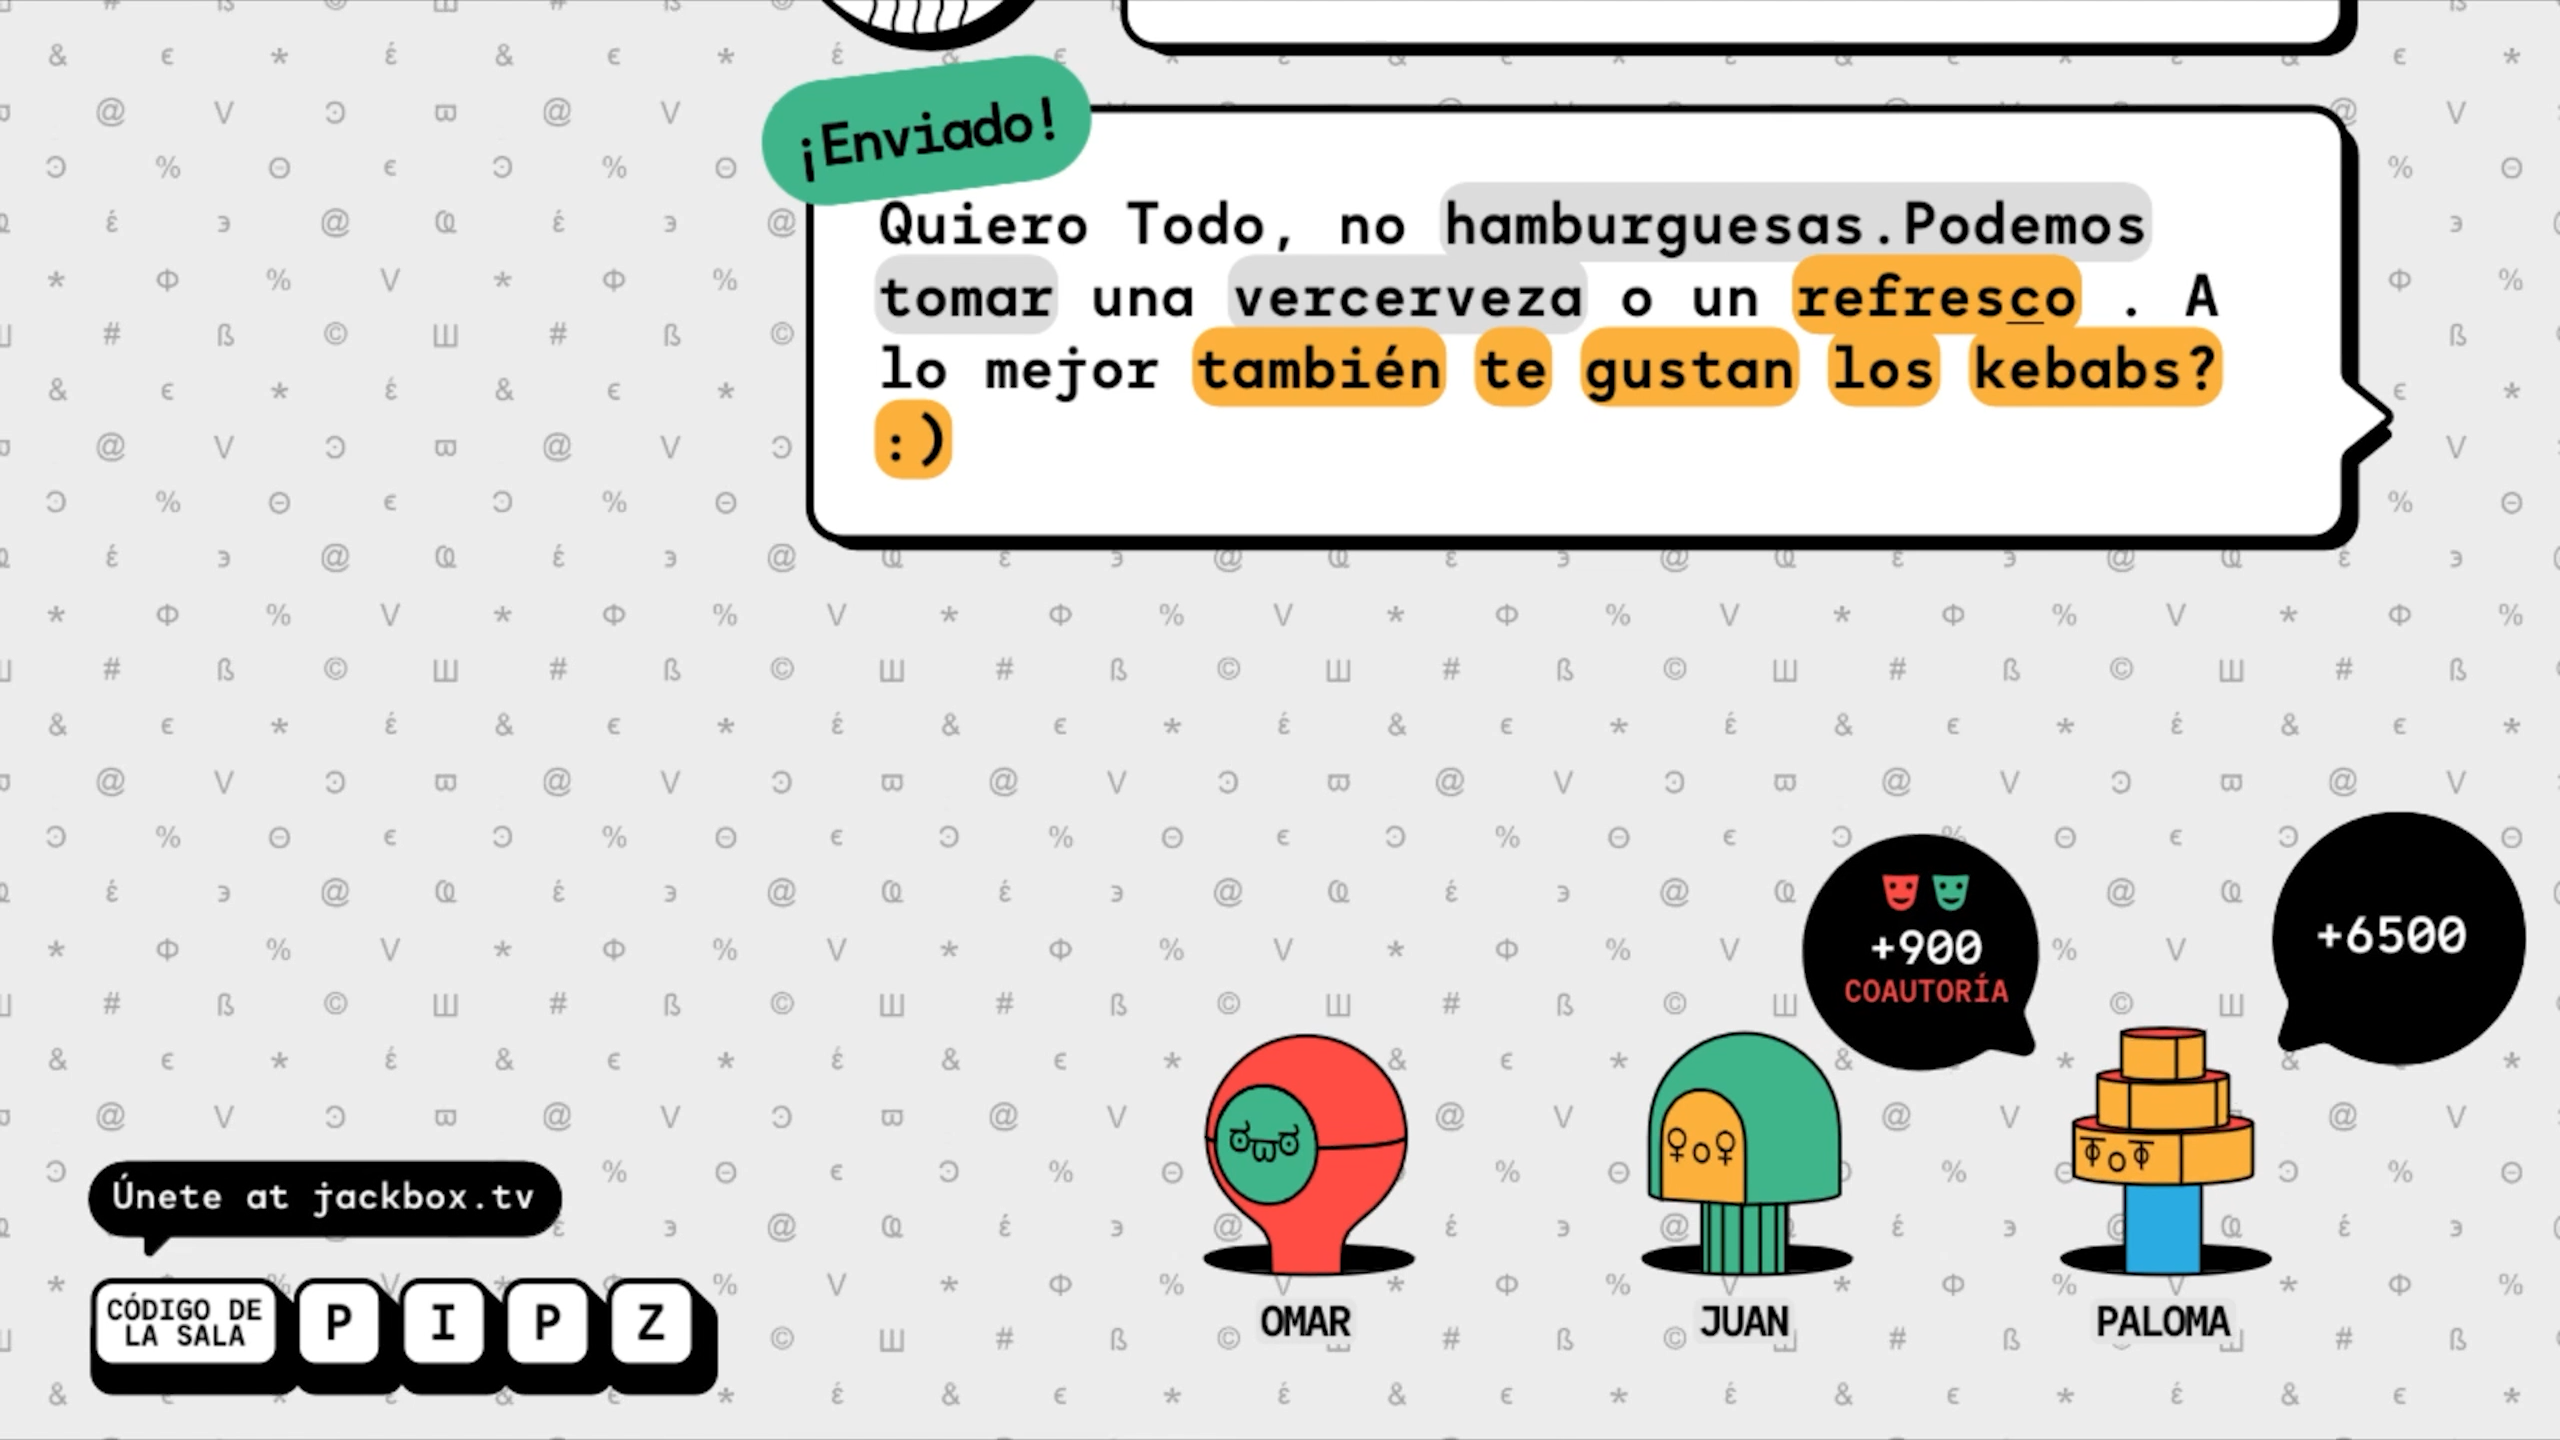 ¡Enviado!
Quiero Todo, no hamburguesas.Podemos
tomar una vercerveza o un refresco . A
lo mejor también te gustan los kebabs?
:)
+900
COAUTORÍA
+6500
Únete at jackbox.tv
CÓDIGO DE
LA SALA
P I P Z
OMAR
JUAN
PALOMA